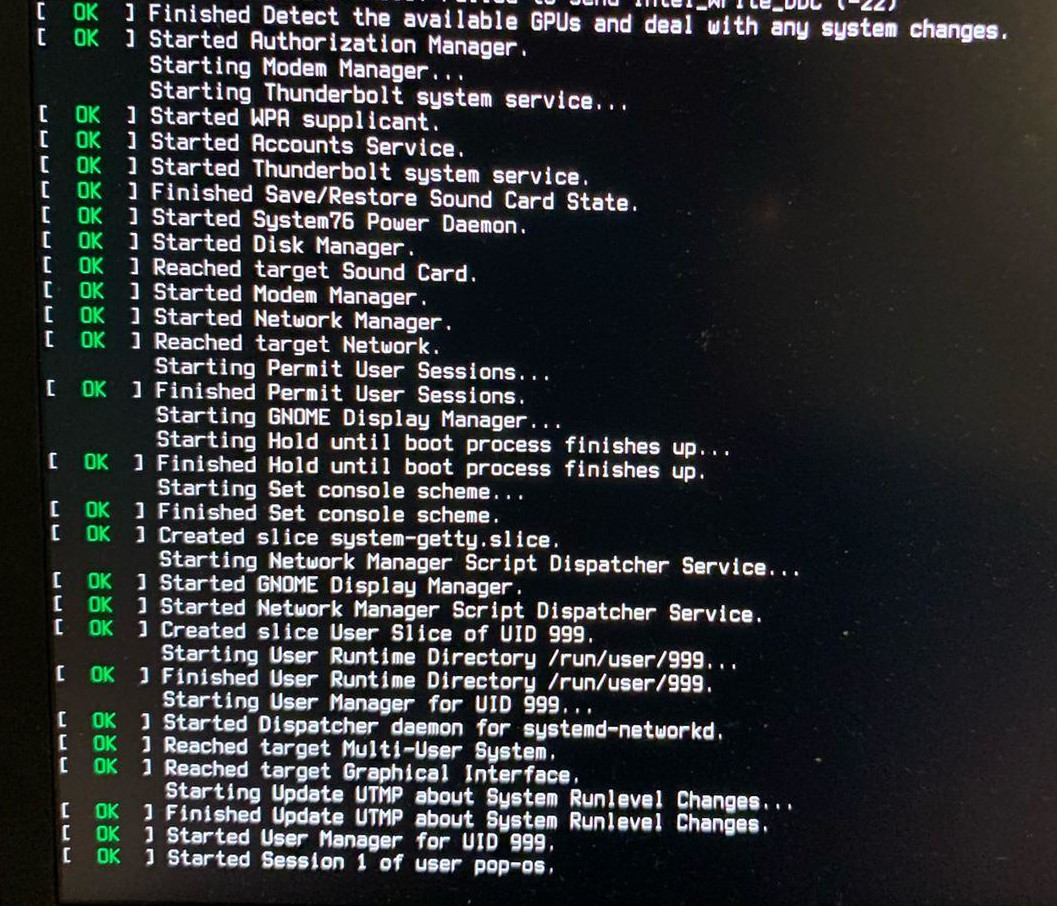 to send intel_write_DDC (-22)
[ OK ] Finished Detect the available GPUs and deal with any system changes.
[ OK ] Started Authorization Manager.
Starting Modem Manager...
Starting Thunderbolt system service...
[ OK ] Started WPA supplicant.
[ OK ] Started Accounts Service.
[ OK ] Started Thunderbolt system service.
[ OK ] Finished Save/Restore Sound Card State.
[ OK ] Started System76 Power Daemon.
[ OK ] Started Disk Manager.
[ OK ] Reached target Sound Card.
[ OK ] Started Modem Manager.
[ OK ] Started Network Manager.
[ OK ] Reached target Network.
Starting Permit User Sessions...
[ OK ] Finished Permit User Sessions.
Starting GNOME Display Manager...
Starting Hold until boot process finishes up...
[ OK ] Finished Hold until boot process finishes up.
Starting Set console scheme...
[ OK ] Finished Set console scheme.
[ OK ] Created slice system-getty.slice.
Starting Network Manager Script Dispatcher Service...
[ OK ] Started GNOME Display Manager.
[ OK ] Started Network Manager Script Dispatcher Service.
[ OK ] Created slice User Slice of UID 999.
Starting User Runtime Directory /run/user/999...
[ OK ] Finished User Runtime Directory /run/user/999.
Starting User Manager for UID 999...
[ OK ] Started Dispatcher daemon for systemd-networkd.
[ OK ] Reached target Multi-User System.
[ OK ] Reached target Graphical Interface.
Starting Update UTMP about System Runlevel Changes...
[ OK ] Finished Update UTMP about System Runlevel Changes.
[ OK ] Started User Manager for UID 999.
[ OK ] Started Session 1 of user pop-os.